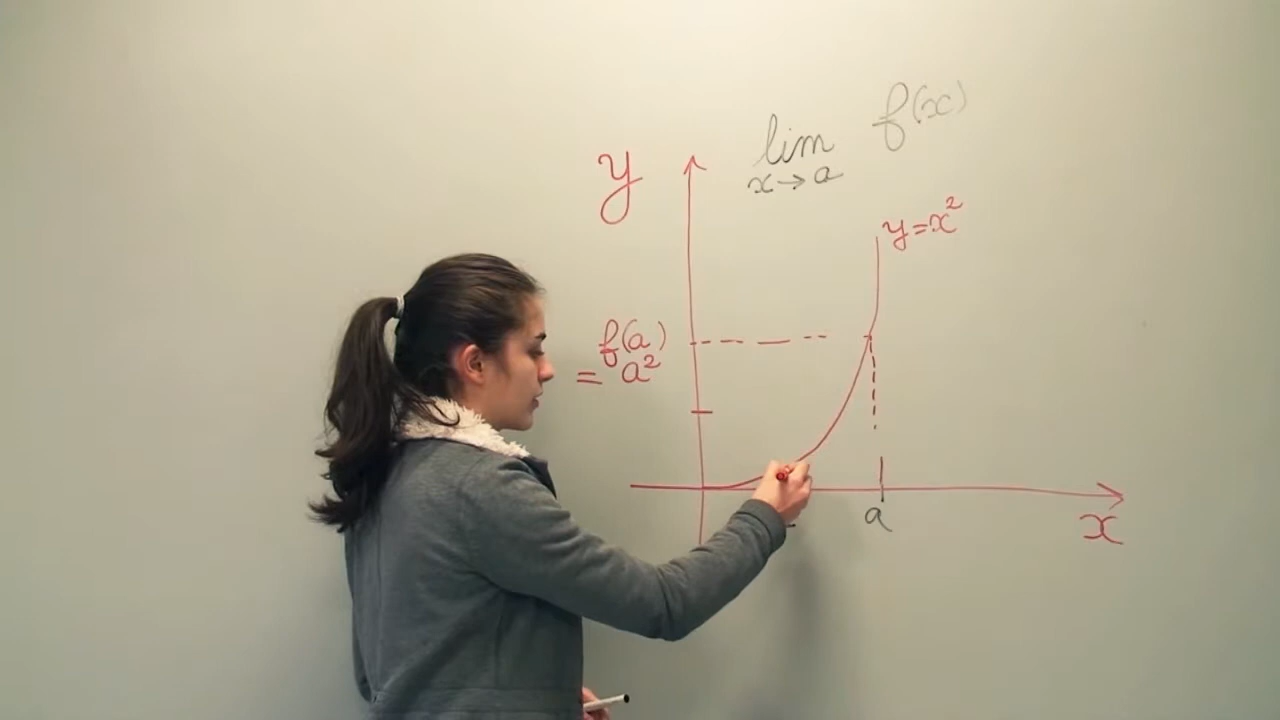 lim f(x)
x→a
y
y=x²
f(a)
= a²
a
x